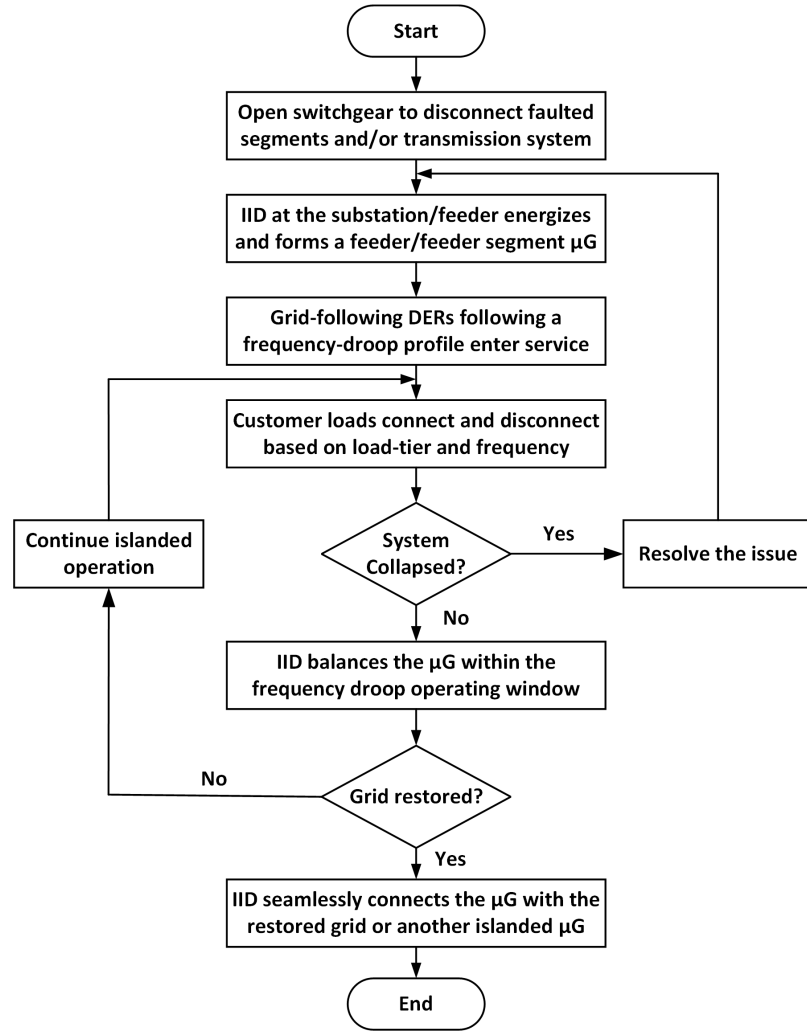 Start
Open switchgear to disconnect faulted
segments and/or transmission system
IID at the substation/feeder energizes
and forms a feeder/feeder segment µG
Grid-following DERs following a
frequency-droop profile enter service
Customer loads connect and disconnect
based on load-tier and frequency
Continue islanded
operation
System
Collapsed?
Yes
Resolve the issue
No
IID balances the µG within the
frequency droop operating window
No
Grid restored?
Yes
IID seamlessly connects the µG with the
restored grid or another islanded µG
End